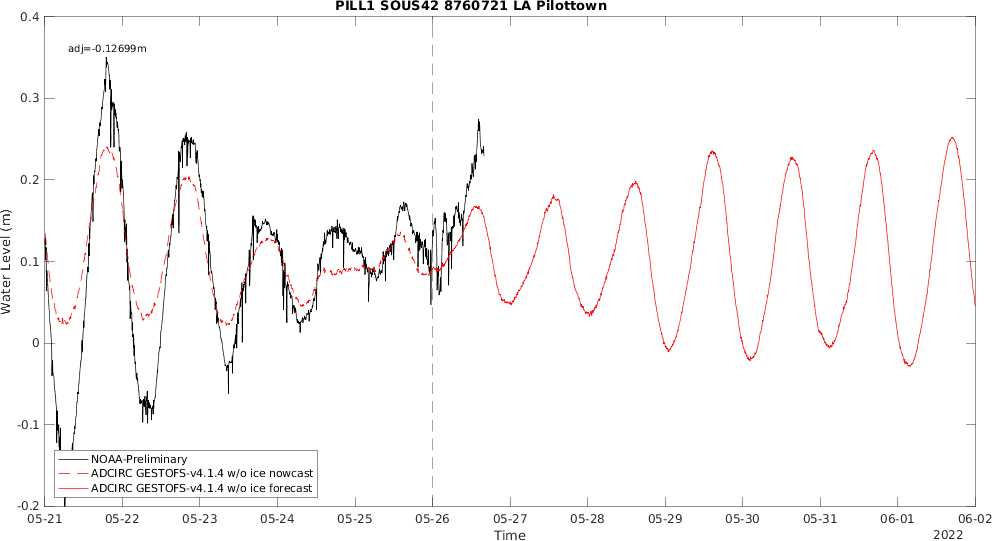 PILL1 SOUS42 8760721 LA Pilottown
adj=-0.12699m
Water Level (m)
0.4
0.3
0.2
0.1
0
-0.1
-0.2
NOAA-Preliminary
ADCIRC GESTOFS-v4.1.4 w/o ice nowcast
ADCIRC GESTOFS-v4.1.4 w/o ice forecast
05-21 05-22 05-23 05-24 05-25 05-26 05-27 05-28 05-29 05-30 05-31 06-01 06-02
Time
2022